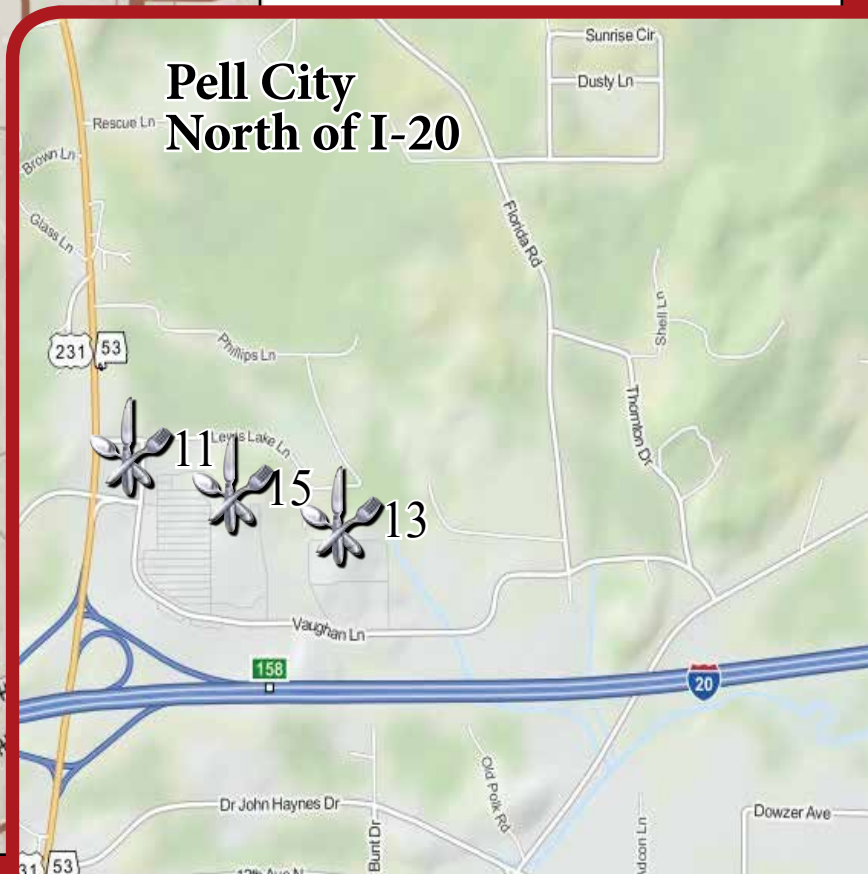 Pell City
North of I-20
Sunrise Cir
Dusty Ln
Rescue Ln
Brown Ln
Glass Ln
Florida Rd
Shell Ln
231 53
Phillips Ln
Thornton Dr
11
Lewis Lake Ln
15
13
Vaughan Ln
158
20
Old Polk Rd
Dr John Haynes Dr
Bunt Dr
Dowzer Ave
53